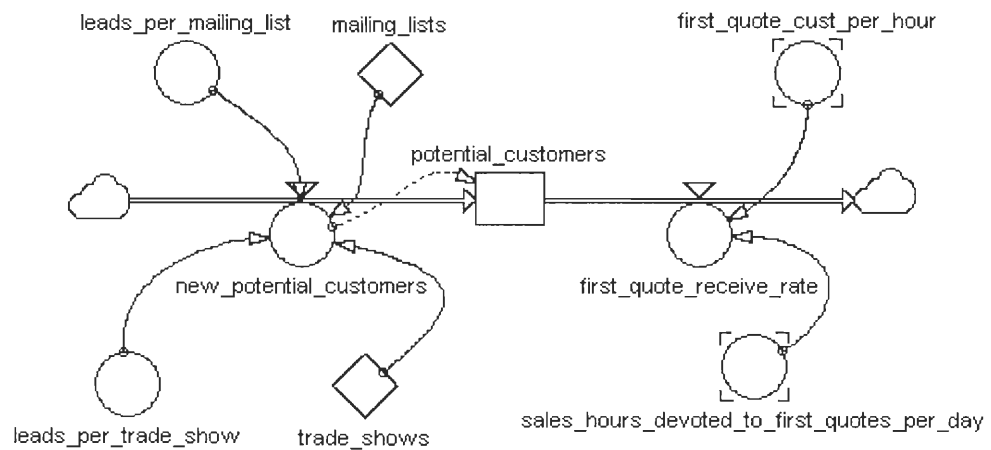 leads_per_mailing_list
mailing_lists
first_quote_cust_per_hour
potential_customers
new_potential_customers
first_quote_receive_rate
leads_per_trade_show
trade_shows
sales_hours_devoted_to_first_quotes_per_day